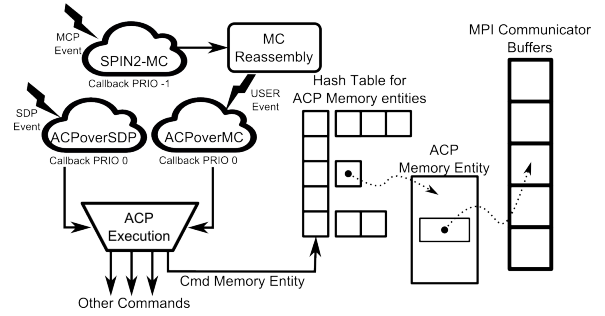 MCP
Event
SPIN2-MC
Callback PRIO -1
MC
Reassembly
SDP
Event
ACPoverSDP
Callback PRIO 0
USER
Event
ACPoverMC
Callback PRIO 0
ACP
Execution
Cmd Memory Entity
Other Commands
Hash Table for
ACP Memory entities
ACP
Memory Entity
MPI Communicator
Buffers